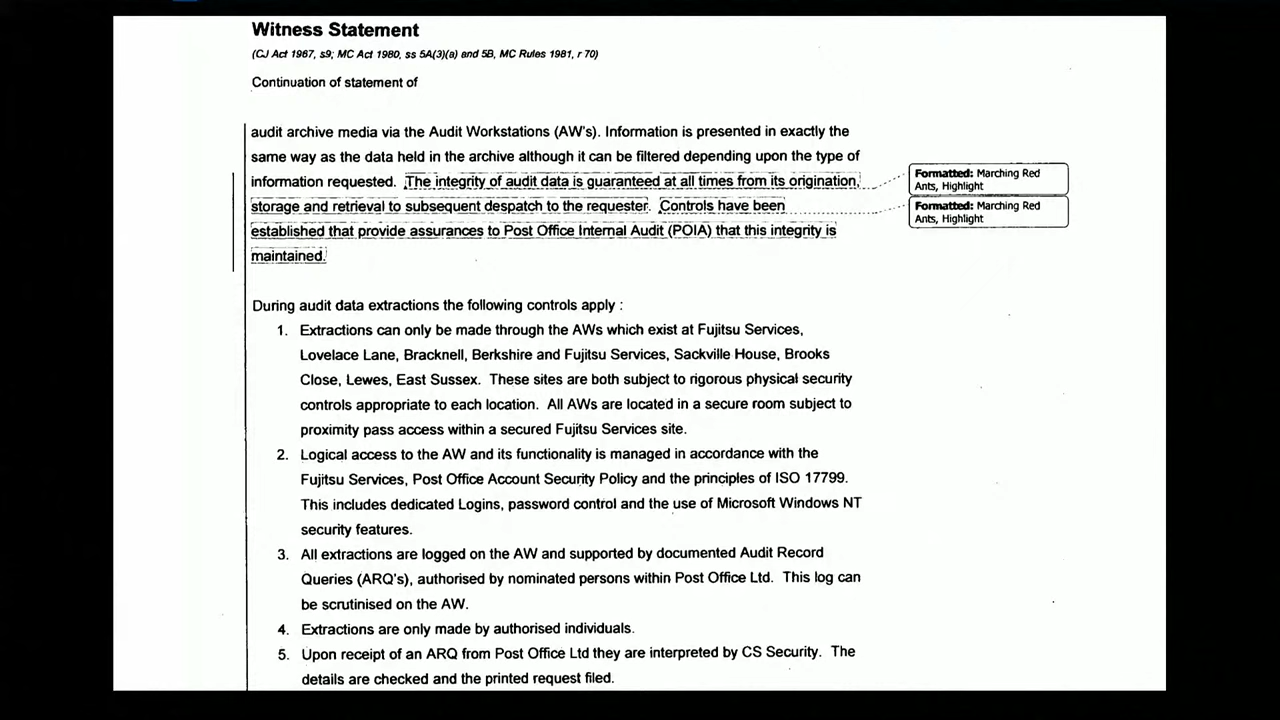 Witness Statement
(CJ Act 1967, s9; MC Act 1980, ss 5A(3)(a) and 5B, MC Rules 1981, r 70)
Continuation of statement of
audit archive media via the Audit Workstations (AW's). Information is presented in exactly the
same way as the data held in the archive although it can be filtered depending upon the type of
information requested. The integrity of audit data is guaranteed at all times from its origination,
storage and retrieval to subsequent despatch to the requester. Controls have been
established that provide assurances to Post Office Internal Audit (POIA) that this integrity is
maintained.
Formatted: Marching Red
Ants, Highlight
Formatted: Marching Red
Ants, Highlight
During audit data extractions the following controls apply :
1. Extractions can only be made through the AWs which exist at Fujitsu Services,
Lovelace Lane, Bracknell, Berkshire and Fujitsu Services, Sackville House, Brooks
Close, Lewes, East Sussex. These sites are both subject to rigorous physical security
controls appropriate to each location. All AWs are located in a secure room subject to
proximity pass access within a secured Fujitsu Services site.
2. Logical access to the AW and its functionality is managed in accordance with the
Fujitsu Services, Post Office Account Security Policy and the principles of ISO 17799.
This includes dedicated Logins, password control and the use of Microsoft Windows NT
security features.
3. All extractions are logged on the AW and supported by documented Audit Record
Queries (ARQ's), authorised by nominated persons within Post Office Ltd. This log can
be scrutinised on the AW.
4. Extractions are only made by authorised individuals.
5. Upon receipt of an ARQ from Post Office Ltd they are interpreted by CS Security. The
details are checked and the printed request filed.